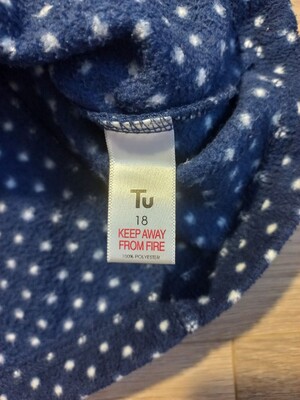 Tu
18
KEEP AWAY
FROM FIRE
100% POLYESTER